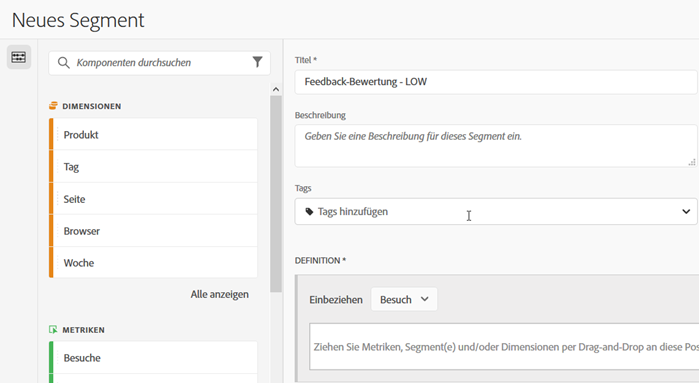 Neues Segment
Komponenten durchsuchen
DIMENSIONEN
Produkt
Tag
Seite
Browser
Woche
Alle anzeigen
METRIKEN
Besuche
Titel *
Feedback-Bewertung - LOW
Beschreibung
Geben Sie eine Beschreibung für dieses Segment ein.
Tags
Tags hinzufügen
DEFINITION *
Einbeziehen Besuch
Ziehen Sie Metriken, Segment(e) und/oder Dimensionen per Drag-and-Drop an diese Pos